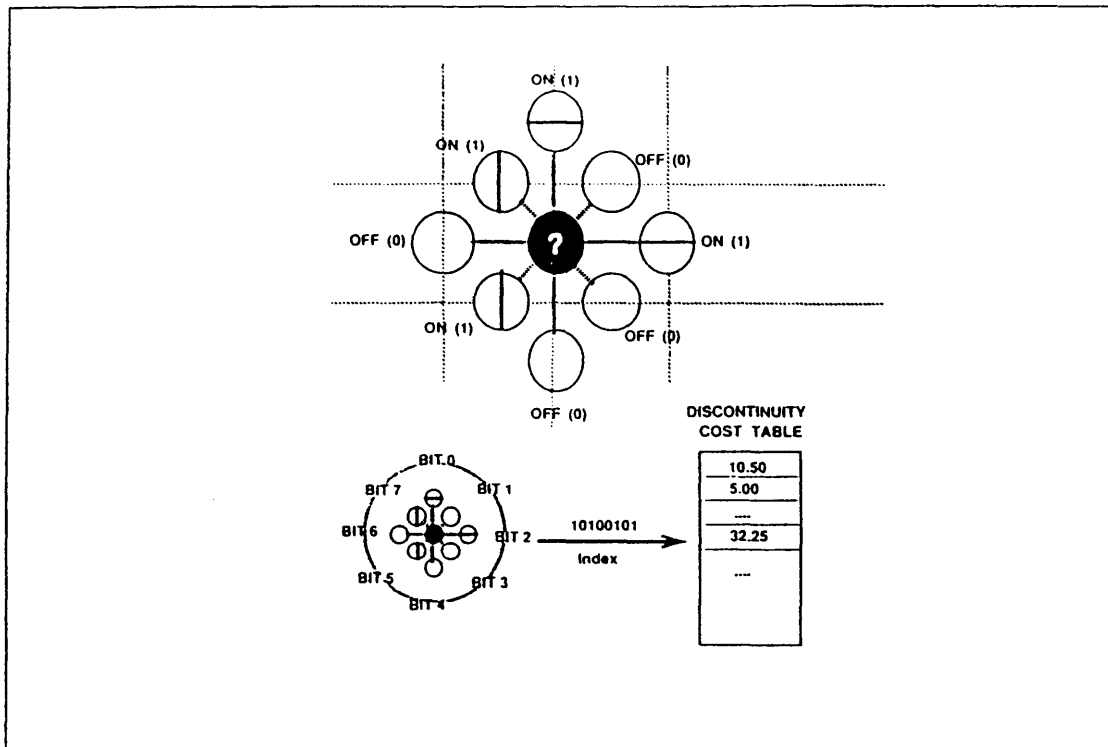 ON (1)
ON (1)
OFF (0)
OFF (0)
?
ON (1)
ON (1)
OFF (0)
OFF (0)
DISCONTINUITY
COST TABLE
BIT 0
BIT 7
BIT 1
10.50
5.00
....
BIT 6
BIT 2
10100101
Index
32.25
....
BIT 5
BIT 3
BIT 4